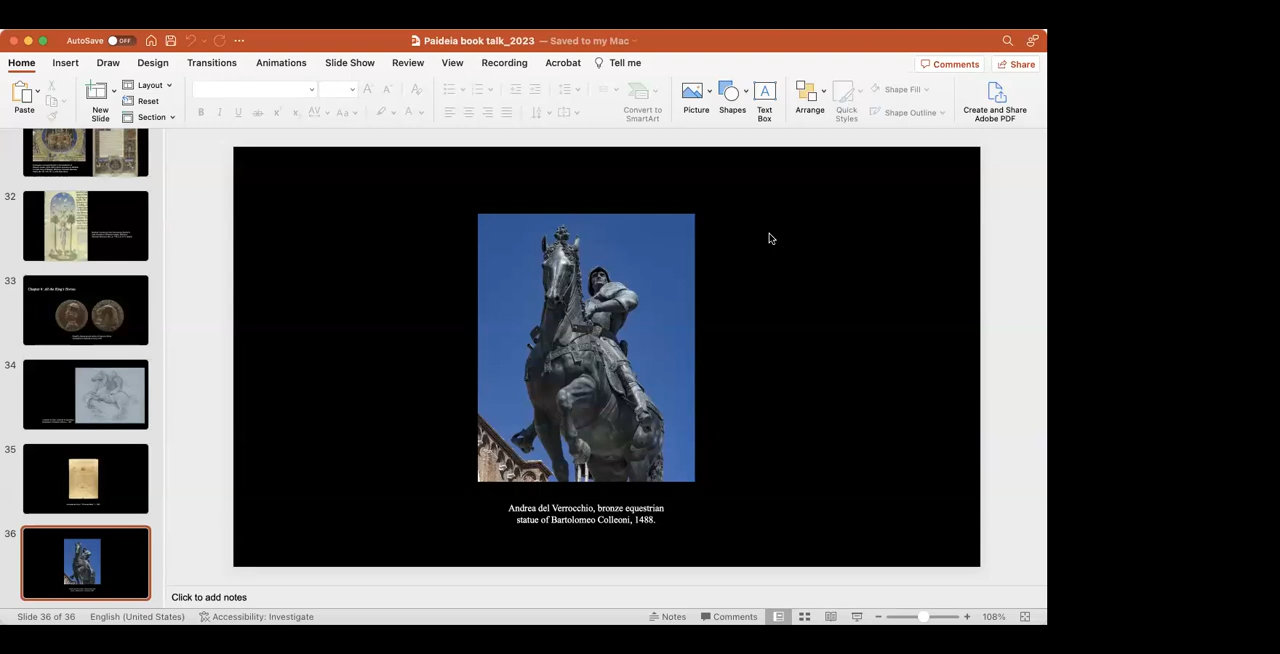 AutoSave OFF
Paideia book talk_2023 — Saved to my Mac
Home Insert Draw Design Transitions Animations Slide Show Review View Recording Acrobat Tell me
Comments Share
Paste
New
Slide
Layout
Reset
Section
B I U ab x x AV Aa A
Convert to
SmartArt
Picture
Shapes
Text
Box
Arrange
Quick
Styles
Shape Fill
Shape Outline
Create and Share
Adobe PDF
32
33
34
35
36
Andrea del Verrocchio, bronze equestrian
statue of Bartolomeo Colleoni, 1488.
Click to add notes
Slide 36 of 36 English (United States) Accessibility: Investigate Notes Comments 108%